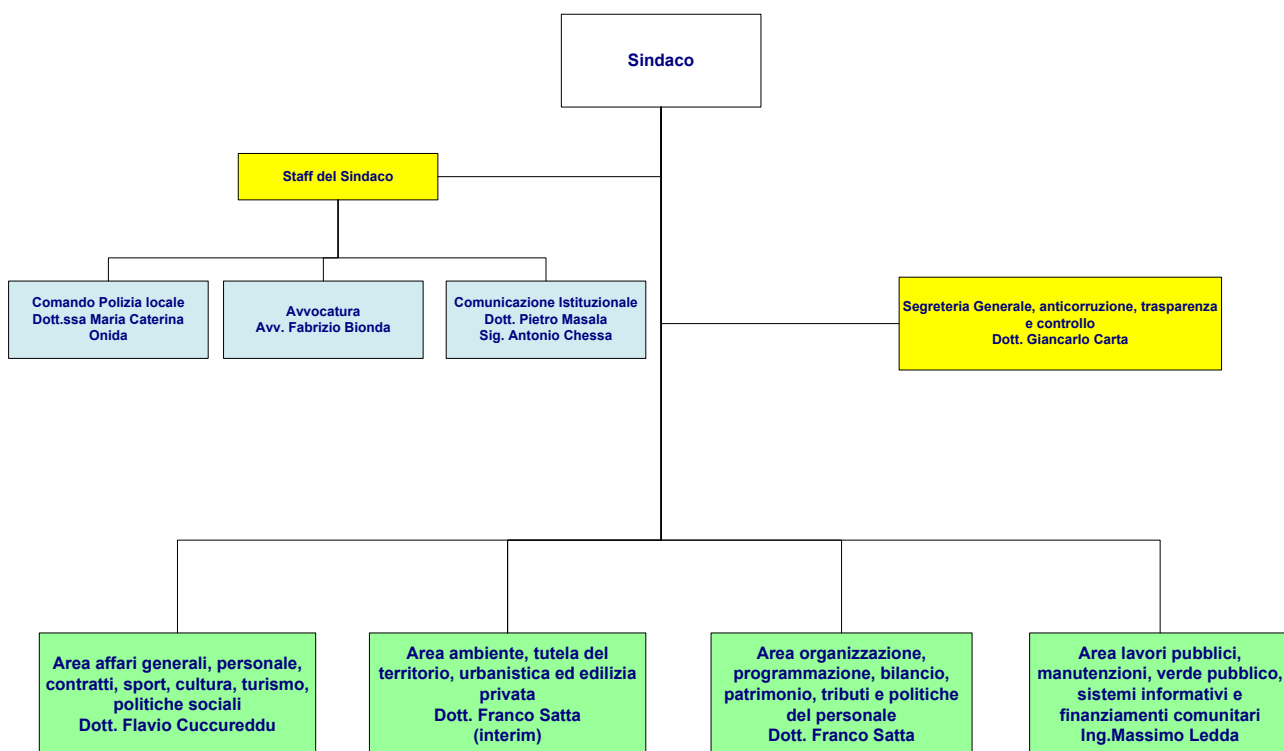 Sindaco
Staff del Sindaco
Comando Polizia locale
Dott.ssa Maria Caterina
Onida
Avvocatura
Avv. Fabrizio Bionda
Comunicazione Istituzionale
Dott. Pietro Masala
Sig. Antonio Chessa
Segreteria Generale, anticorruzione, trasparenza
e controllo
Dott. Giancarlo Carta
Area affari generali, personale,
contratti, sport, cultura, turismo,
politiche sociali
Dott. Flavio Cuccureddu
Area ambiente, tutela del
territorio, urbanistica ed edilizia
privata
Dott. Franco Satta
(interim)
Area organizzazione,
programmazione, bilancio,
patrimonio, tributi e politiche
del personale
Dott. Franco Satta
Area lavori pubblici,
manutenzioni, verde pubblico,
sistemi informativi e
finanziamenti comunitari
Ing.Massimo Ledda